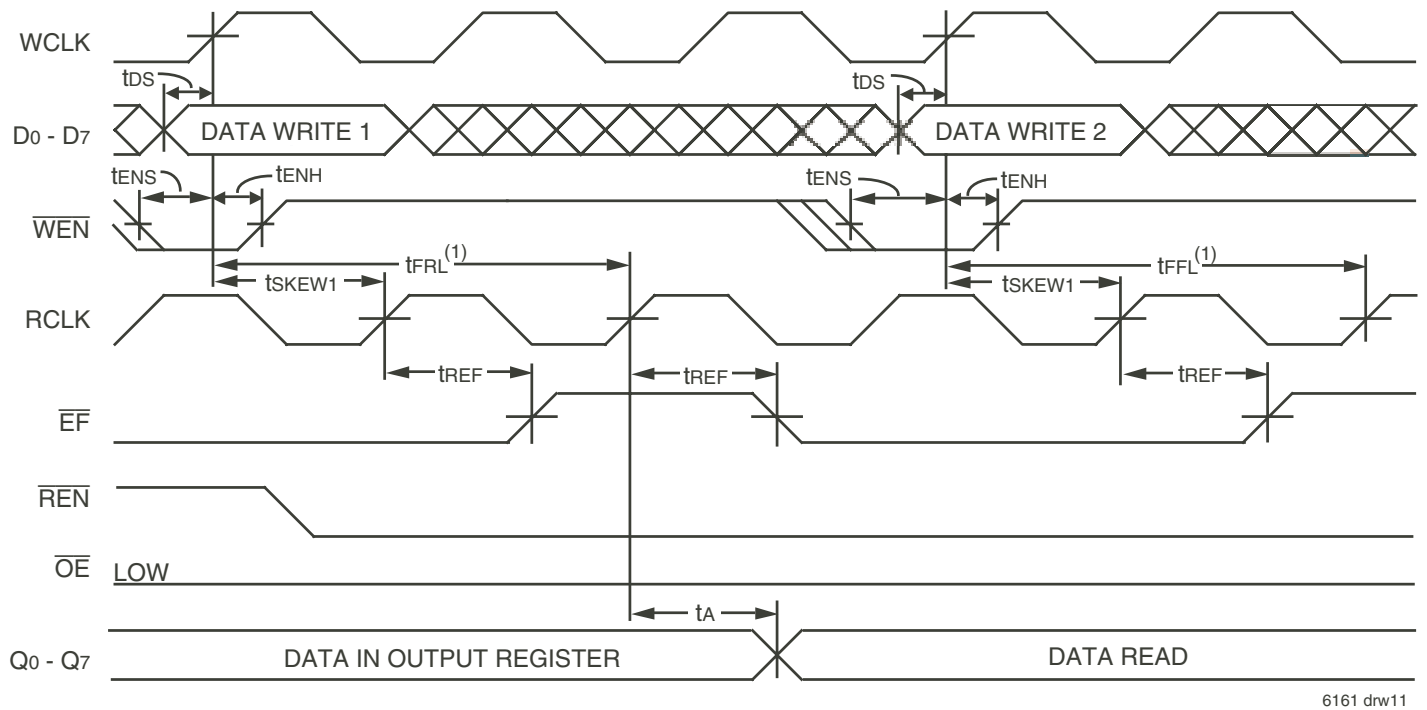 WCLK
tDS
tDS
D0 - D7
DATA WRITE 1
DATA WRITE 2
tENS
tENH
tENS
tENH
WEN
tFRL(1)
tFFL(1)
tSKEW1
tSKEW1
RCLK
tREF
tREF
tREF
EF
REN
OE
LOW
tA
Q0 - Q7
DATA IN OUTPUT REGISTER
DATA READ
6161 drw11